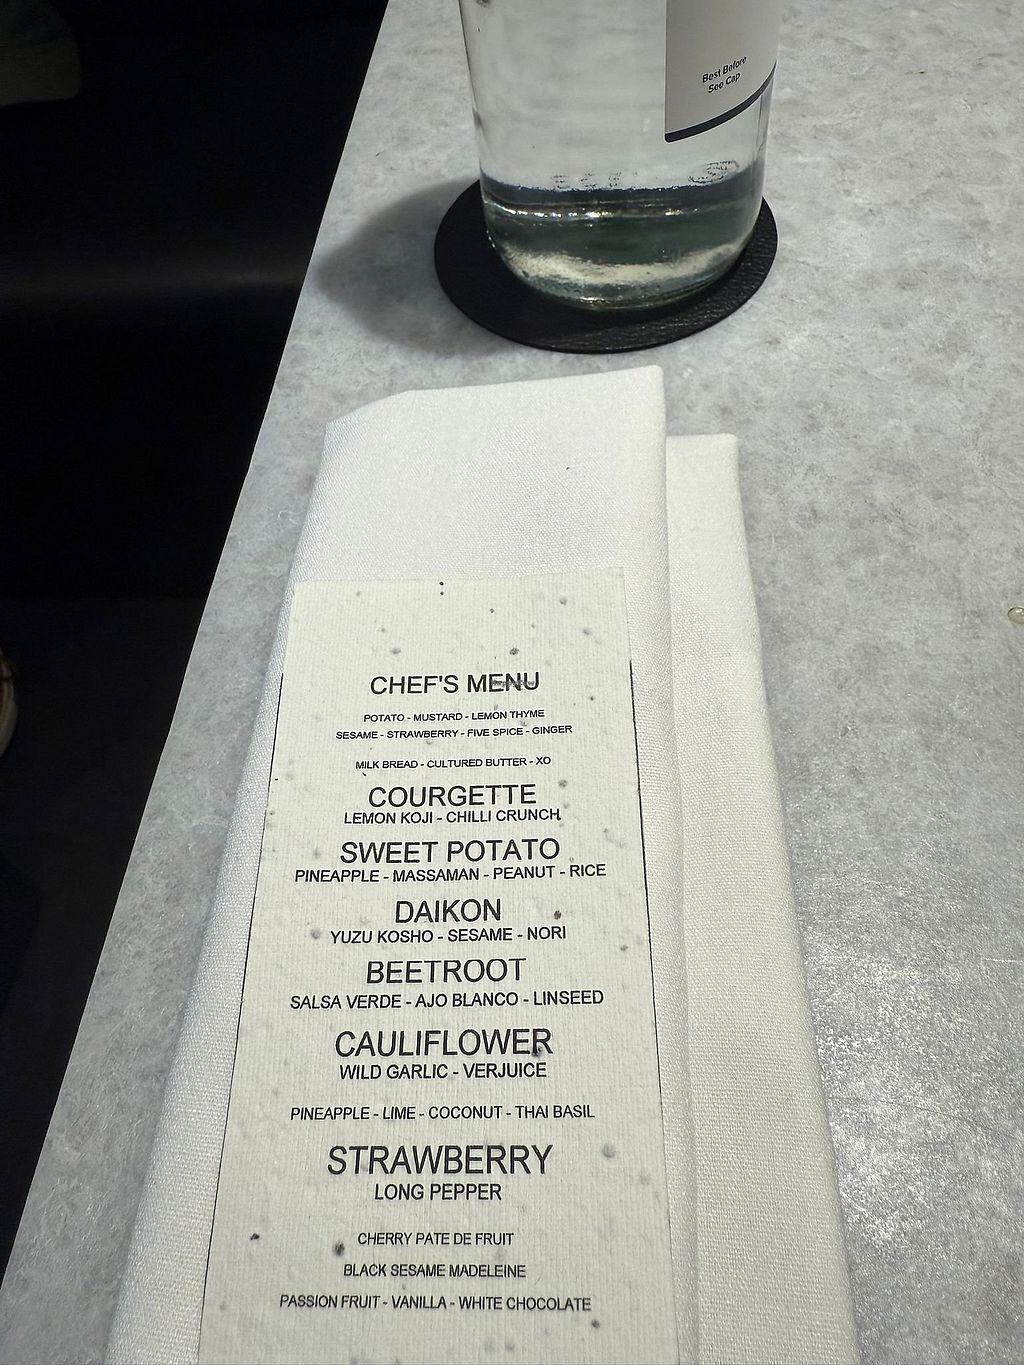 Best Before
See Cap
CHEF'S MENU
POTATO - MUSTARD - LEMON THYME
SESAME - STRAWBERRY - FIVE SPICE - GINGER
MILK BREAD - CULTURED BUTTER - XO
COURGETTE
LEMON KOJI - CHILLI CRUNCH
SWEET POTATO
PINEAPPLE - MASSAMAN - PEANUT - RICE
DAIKON
YUZU KOSHO - SESAME - NORI
BEETROOT
SALSA VERDE - AJO BLANCO - LINSEED
CAULIFLOWER
WILD GARLIC - VERJUICE
PINEAPPLE - LIME - COCONUT - THAI BASIL
STRAWBERRY
LONG PEPPER
CHERRY PATE DE FRUIT
BLACK SESAME MADELEINE
PASSION FRUIT - VANILLA - WHITE CHOCOLATE